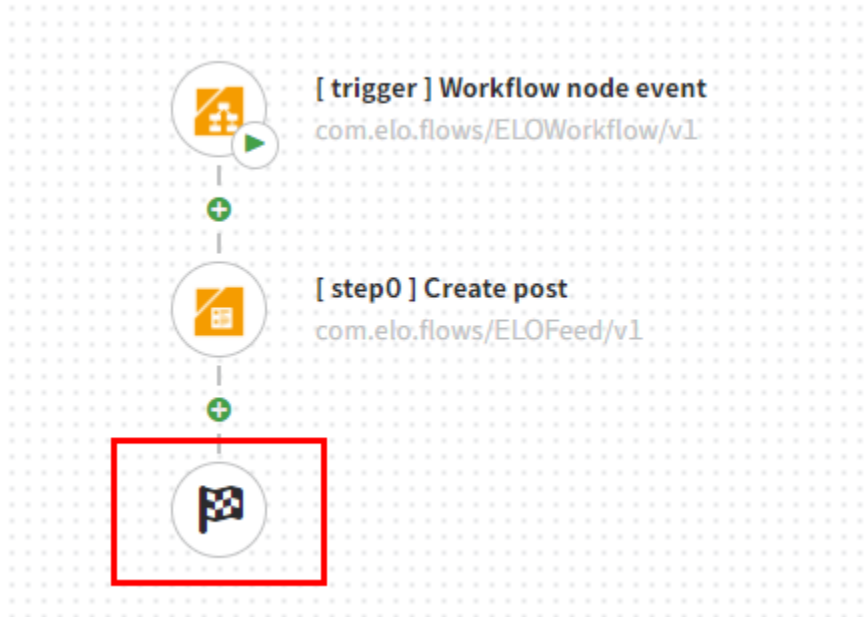 [ trigger ] Workflow node event
com.elo.flows/ELOWorkflow/v1
[ step0 ] Create post
com.elo.flows/ELOFeed/v1